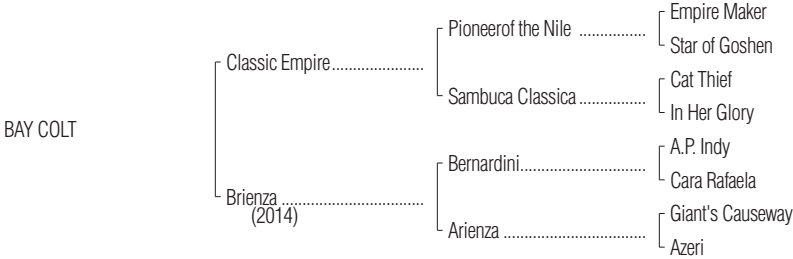 Empire Maker
Pioneerof the Nile ................
Star of Goshen
Classic Empire......................
Cat Thief
Sambuca Classica ................
In Her Glory
BAY COLT
A.P. Indy
Bernardini..............................
Cara Rafaela
Brienza ..................................
(2014)
Giant's Causeway
Arienza ..................................
Azeri